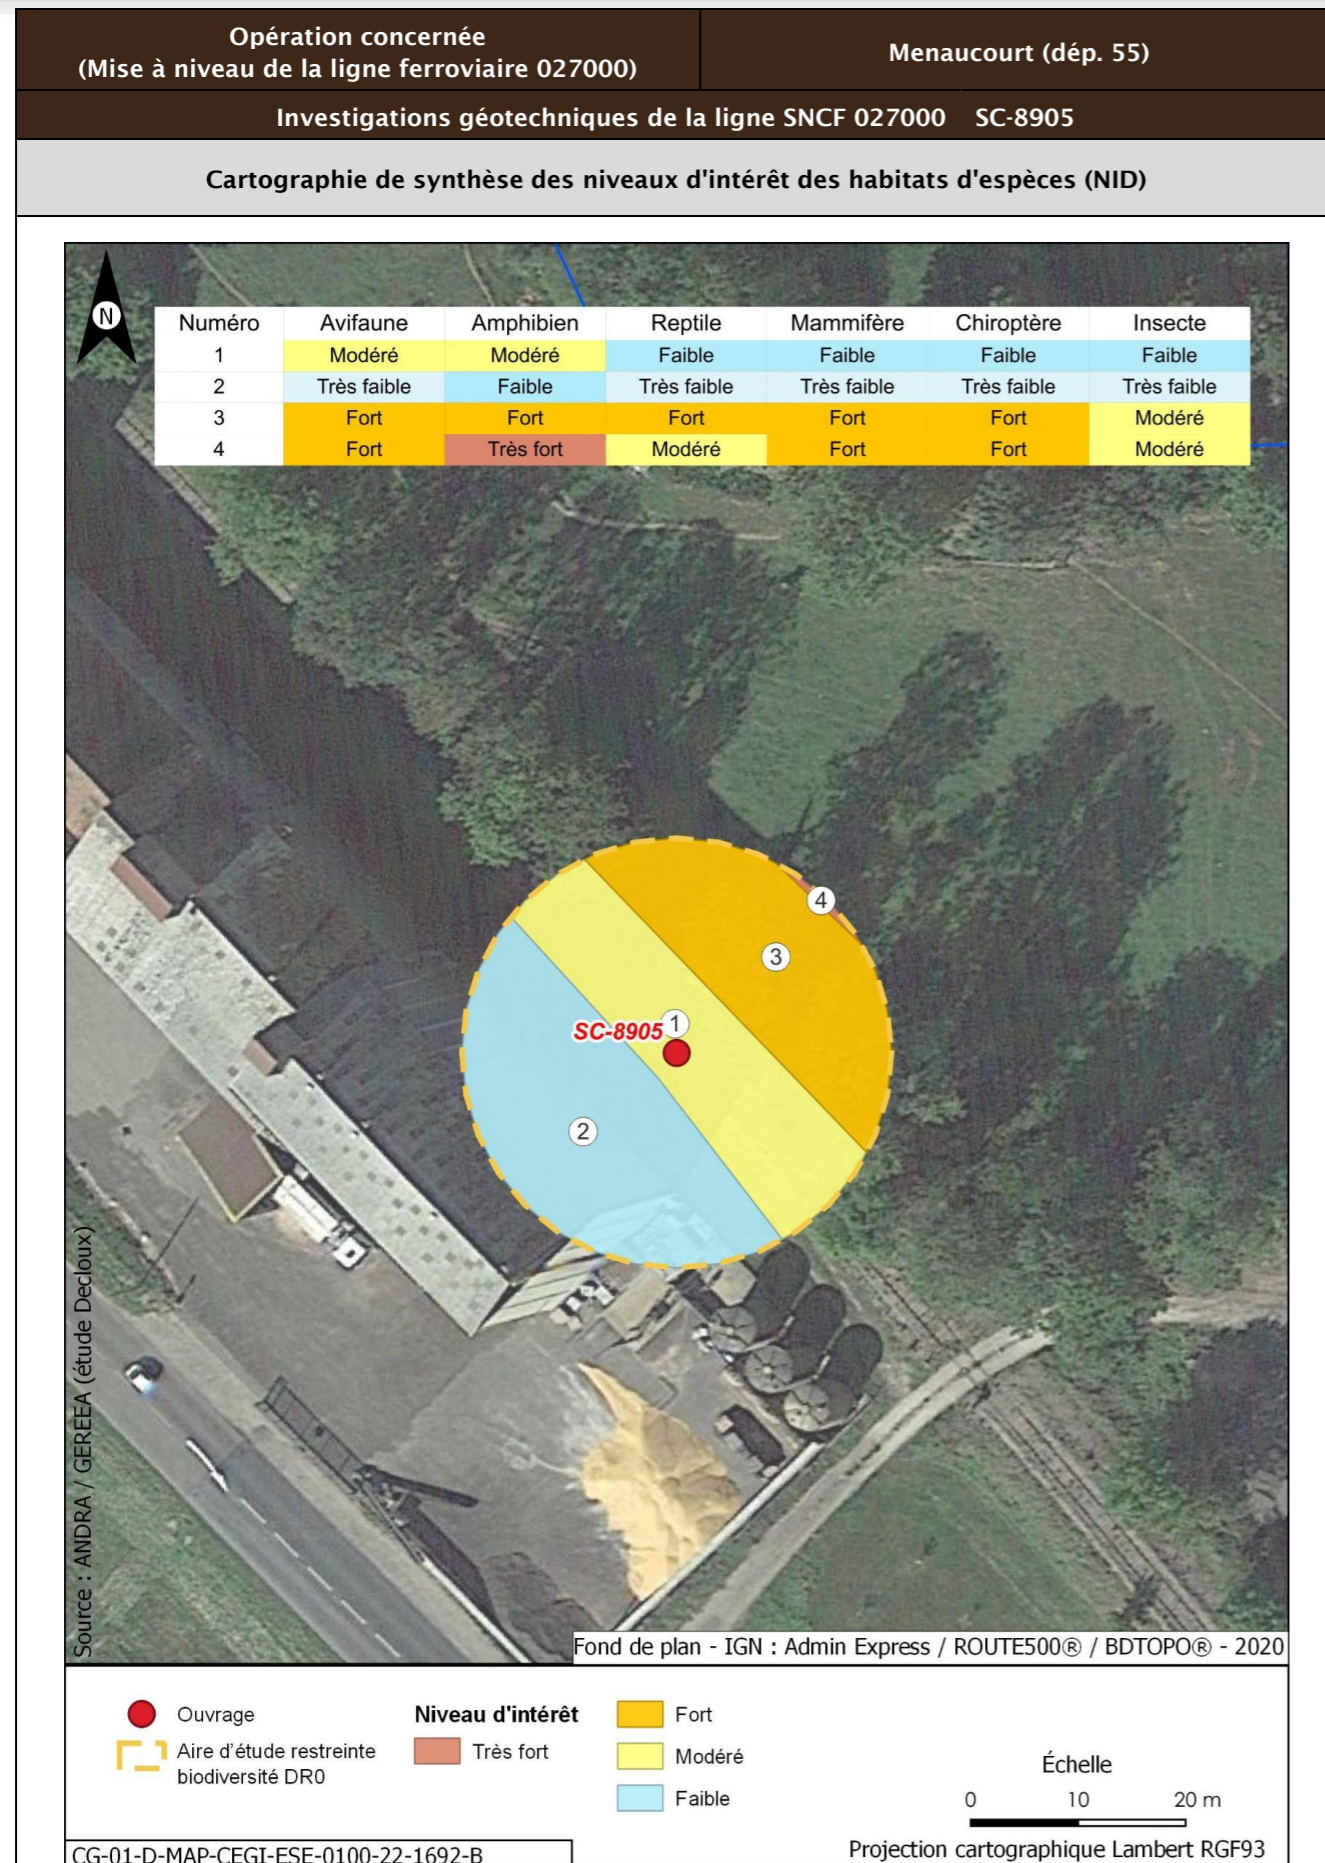 Opération concernée
(Mise à niveau de la ligne ferroviaire 027000)
Menaucourt (dép. 55)
Investigations géotechniques de la ligne SNCF 027000 SC-8905
Cartographie de synthèse des niveaux d'intérêt des habitats d'espèces (NID)
N
Numéro Avifaune Amphibien Reptile Mammifère Chiroptère Insecte
1 Modéré Modéré Faible Faible Faible Faible
2 Très faible Faible Très faible Très faible Très faible Très faible
3 Fort Fort Fort Fort Fort Modéré
4 Fort Très fort Modéré Fort Fort Modéré
4
3
1
SC-8905
2
Source : ANDRA / GEREEA (étude Decloux)
Fond de plan - IGN : Admin Express / ROUTE500® / BDTOPO® - 2020
Ouvrage
Aire d'étude restreinte
biodiversité DR0
Niveau d'intérêt
Très fort
Fort
Modéré
Faible
Échelle
0 10 20 m
Projection cartographique Lambert RGF93
CG-01-D-MAP-CEGI-ESE-0100-22-1692-B